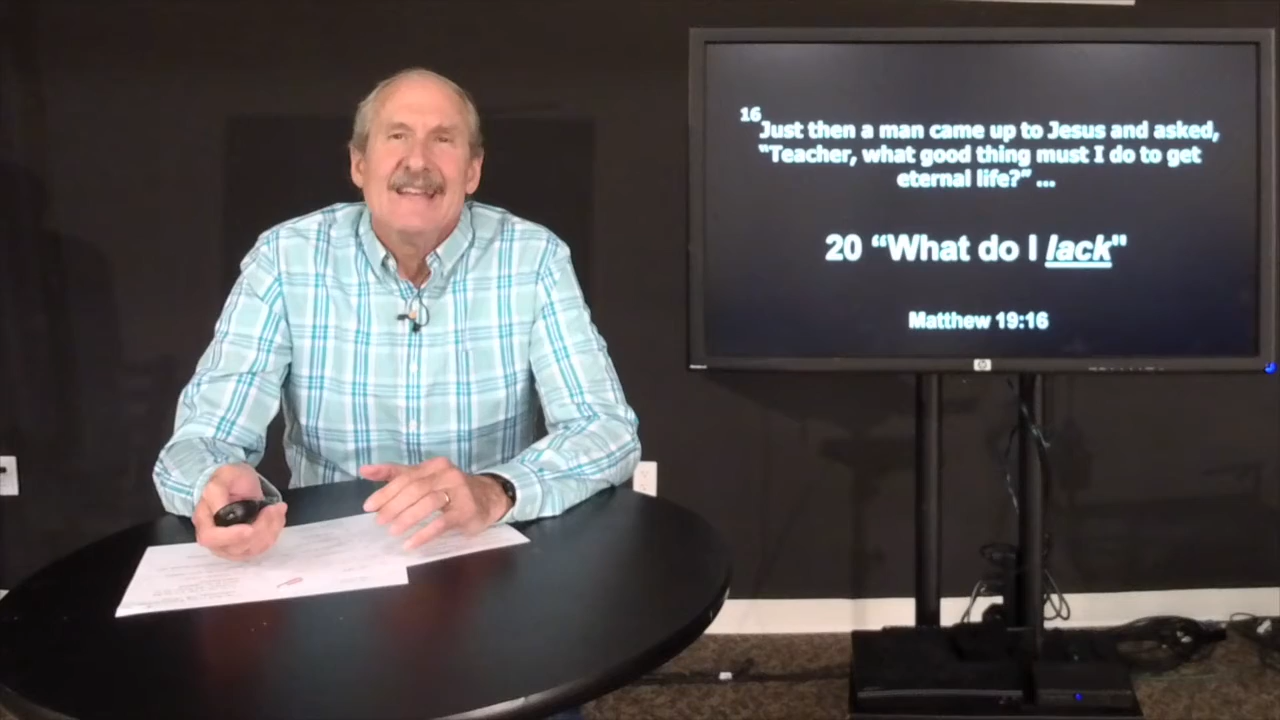 16
Just then a man came up to Jesus and asked,
“Teacher, what good thing must I do to get
eternal life?” ...
20 “What do I lack"
Matthew 19:16
hp